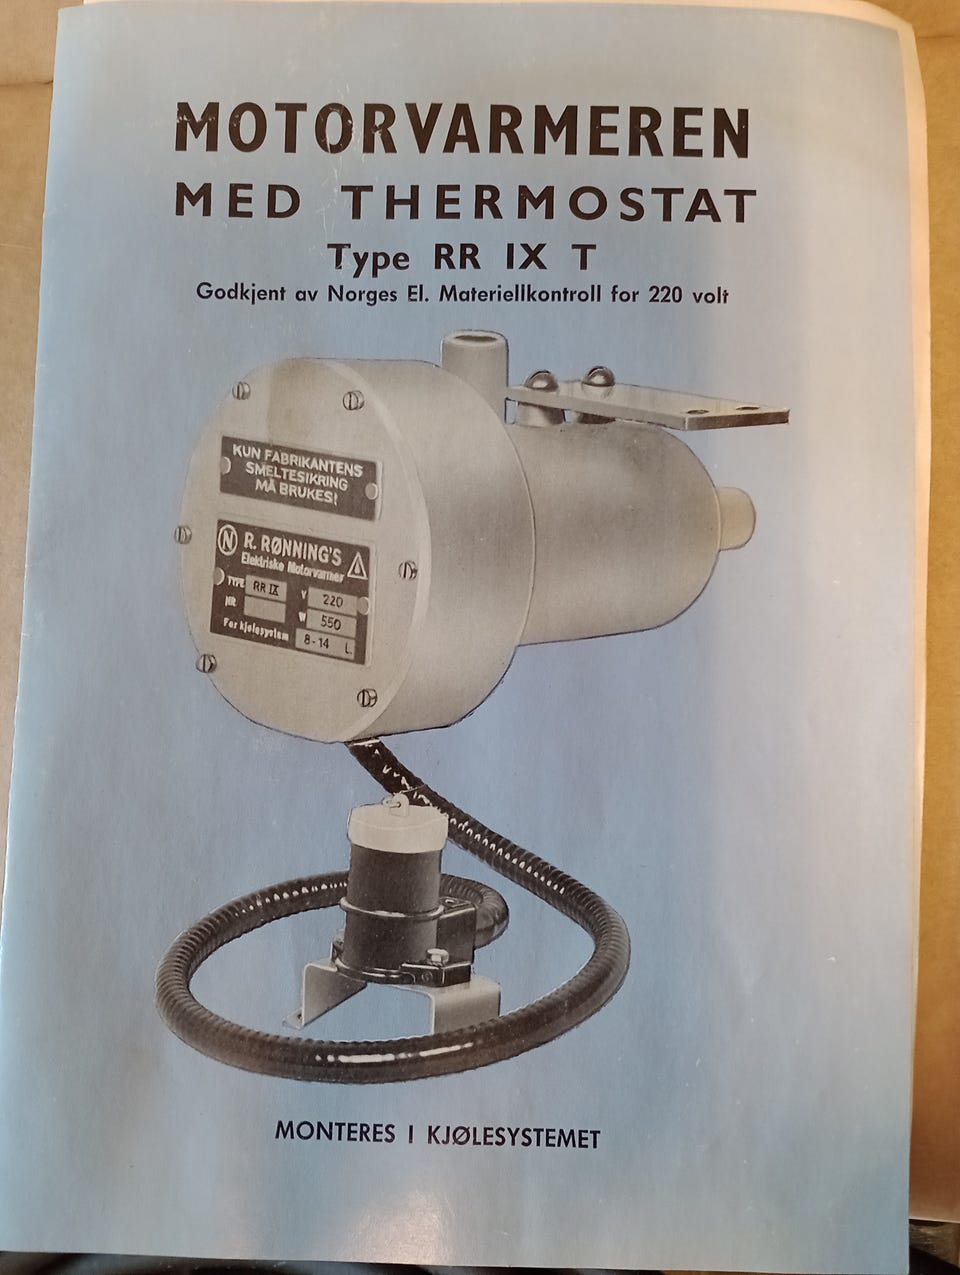 MOTORVARMEREN
MED THERMOSTAT
Type RR IX T
Godkjent av Norges El. Materiellkontroll for 220 volt
KUN FABRIKANTENS
SMELTESIKRING
MÅ BRUKES!
N R. RØNNING'S
Elektriske Motorvarmer
TYPE RR IX V 220
NR. W 550
For kjølesystem 8-14 L.
MONTERES I KJØLESYSTEMET